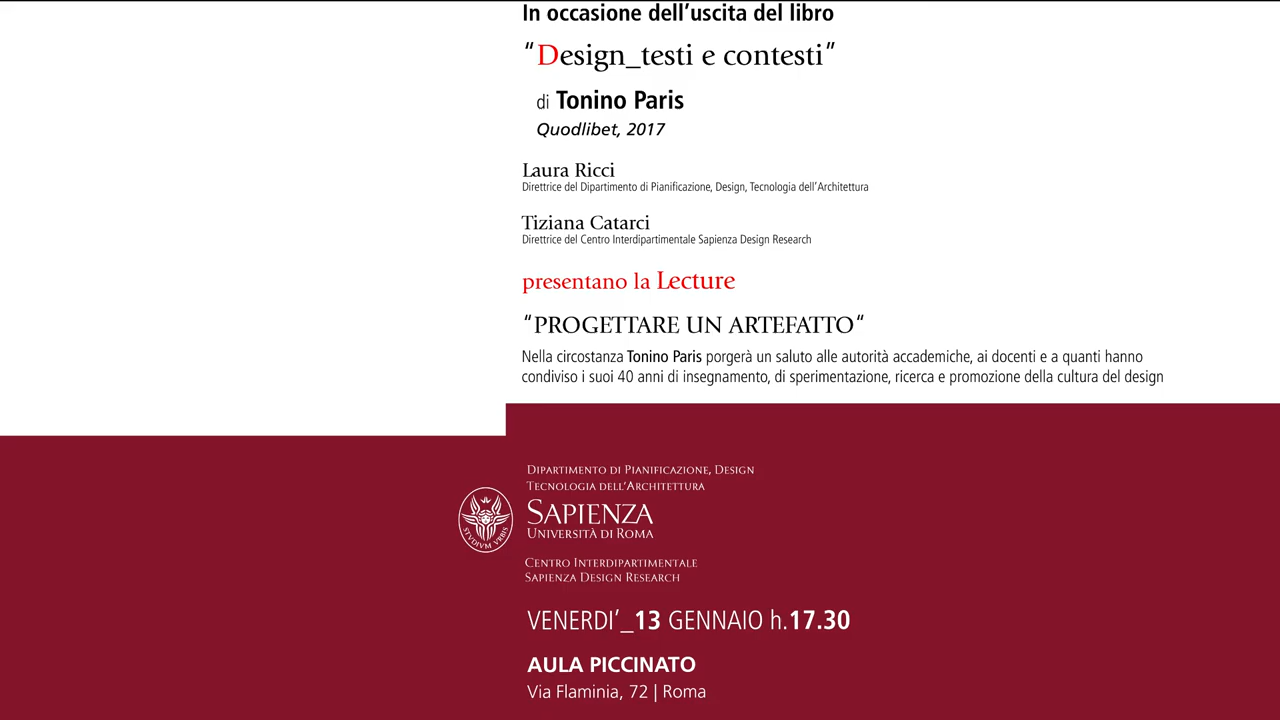 In occasione dell'uscita del libro
"Design_testi e contesti"
di Tonino Paris
Quodlibet, 2017
Laura Ricci
Direttrice del Dipartimento di Pianificazione, Design, Tecnologia dell'Architettura
Tiziana Catarci
Direttrice del Centro Interdipartimentale Sapienza Design Research
presentano la Lecture
"PROGETTARE UN ARTEFATTO"
Nella circostanza Tonino Paris porgerà un saluto alle autorità accademiche, ai docenti e a quanti hanno
condiviso i suoi 40 anni di insegnamento, di sperimentazione, ricerca e promozione della cultura del design
Dipartimento di Pianificazione, Design
Tecnologia dell'Architettura
STVDIVM VRBIS
Sapienza
Università di Roma
Centro Interdipartimentale
Sapienza Design Research
VENERDI'_13 GENNAIO h.17.30
AULA PICCINATO
Via Flaminia, 72 | Roma